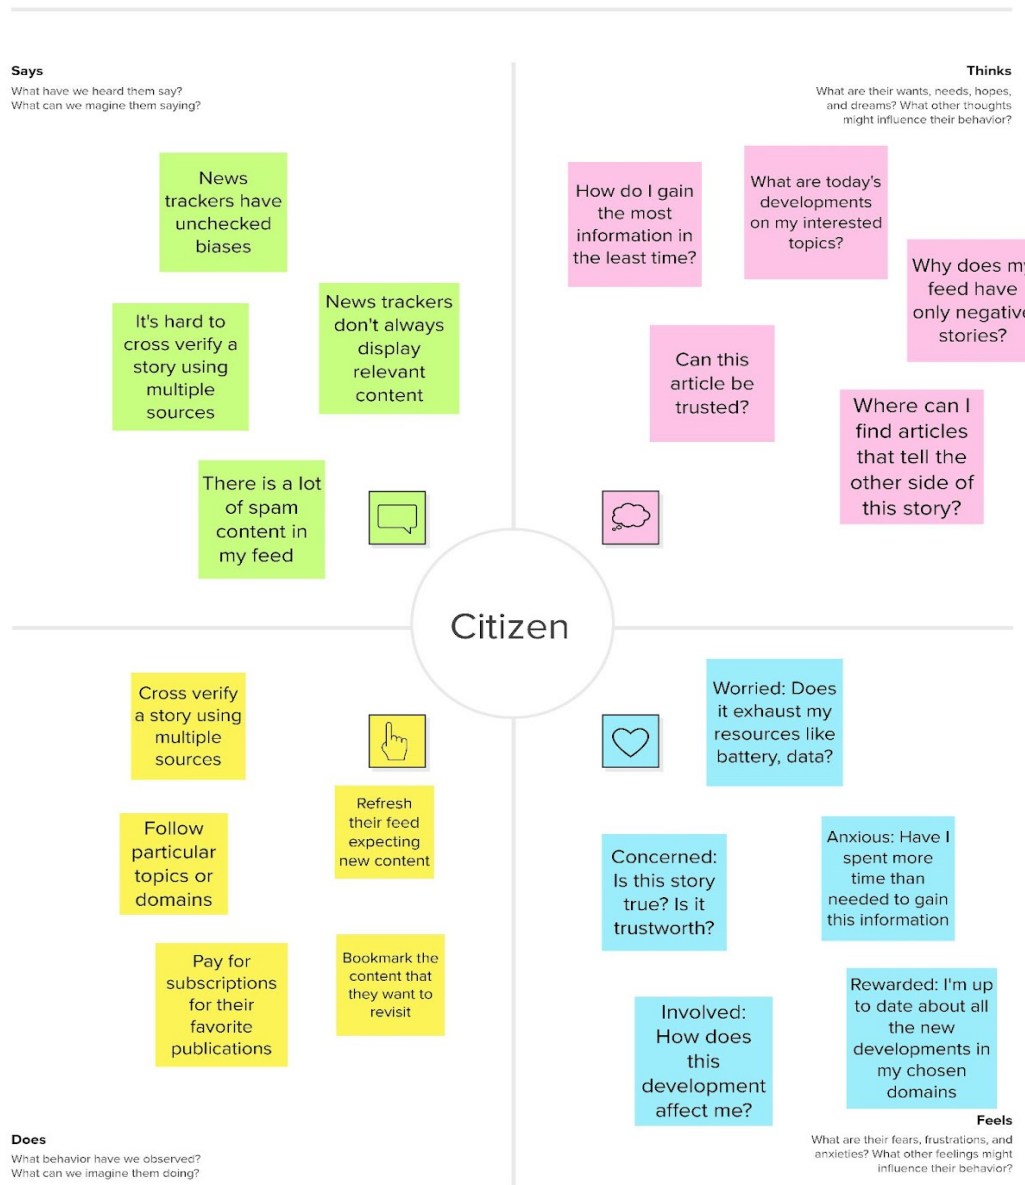 Says
What have we heard them say?
What can we magine them saying?
News
trackers have
unchecked
biases
It's hard to
cross verify a
story using
multiple
sources
News trackers
don't always
display
relevant
content
There is a lot
of spam
content in
my feed
Thinks
What are their wants, needs, hopes,
and dreams? What other thoughts
might influence their behavior?
How do I gain
the most
information in
the least time?
What are today's
developments
on my interested
topics?
Why does my
feed have
only negative
stories?
Can this
article be
trusted?
Where can I
find articles
that tell the
other side of
this story?
Citizen
Cross verify
a story using
multiple
sources
Refresh
their feed
expecting
new content
Follow
particular
topics or
domains
Pay for
subscriptions
for their
favorite
publications
Bookmark the
content that
they want to
revisit
Does
What behavior have we observed?
What can we imagine them doing?
Worried: Does
it exhaust my
resources like
battery, data?
Concerned:
Is this story
true? Is it
trustworth?
Anxious: Have I
spent more
time than
needed to gain
this information
Involved:
How does
this
development
affect me?
Rewarded: I'm up
to date about all
the new
developments in
my chosen
domains
Feels
What are their fears, frustrations, and
anxieties? What other feelings might
influence their behavior?